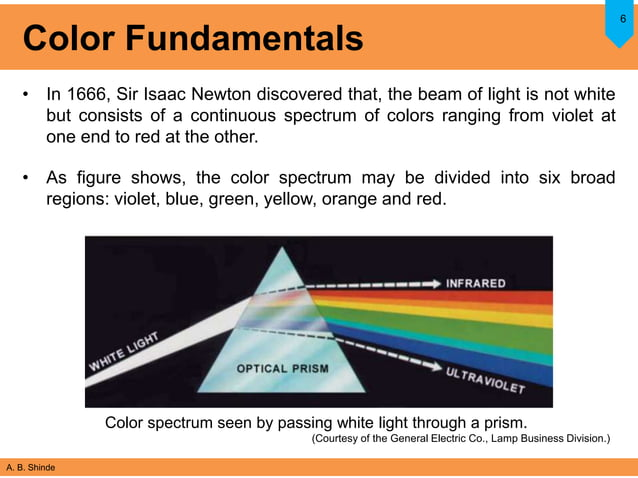 6
Color Fundamentals
• In 1666, Sir Isaac Newton discovered that, the beam of light is not white
but consists of a continuous spectrum of colors ranging from violet at
one end to red at the other.
• As figure shows, the color spectrum may be divided into six broad
regions: violet, blue, green, yellow, orange and red.
INFRARED
WHITE LIGHT
OPTICAL PRISM
ULTRAVIOLET
Color spectrum seen by passing white light through a prism.
(Courtesy of the General Electric Co., Lamp Business Division.)
A. B. Shinde